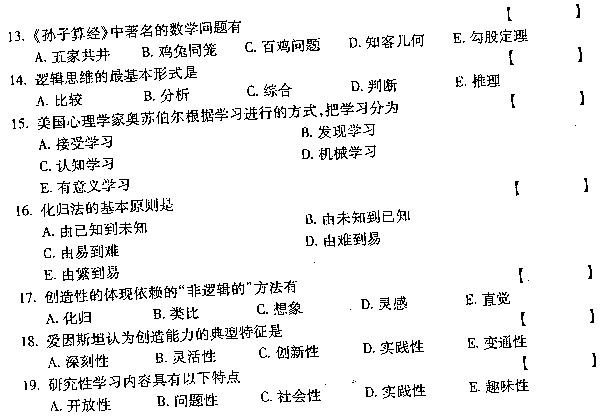 13. 《孙子算经》中著名的数学问题有 【 】
A. 五家共井 B. 鸡兔同笼 C. 百鸡问题 D. 知客几何 E. 勾股定理
14. 逻辑思维的最基本形式是 【 】
A. 比较 B. 分析 C. 综合 D. 判断 E. 推理
15. 美国心理学家奥苏伯尔根据学习进行的方式,把学习分为 【 】
A. 接受学习 B. 发现学习
C. 认知学习 D. 机械学习
E. 有意义学习
16. 化归法的基本原则是 【 】
A. 由已知到未知 B. 由未知到已知
C. 由易到难 D. 由难到易
E. 由繁到易
17. 创造性的体现依赖的“非逻辑的”方法有 【 】
A. 化归 B. 类比 C. 想象 D. 灵感 E. 直觉
18. 爱因斯坦认为创造能力的典型特征是 【 】
A. 深刻性 B. 灵活性 C. 创新性 D. 实践性 E. 变通性
19. 研究性学习内容具有以下特点 【 】
A. 开放性 B. 问题性 C. 社会性 D. 实践性 E. 趣味性